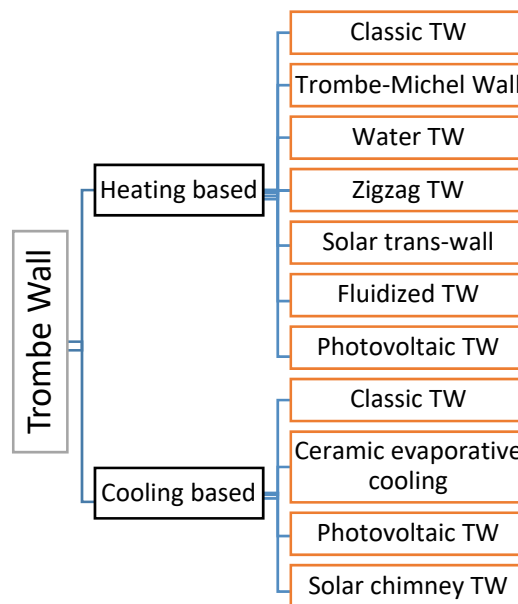 Trombe Wall
Heating based
Classic TW
Trombe-Michel Wall
Water TW
Zigzag TW
Solar trans-wall
Fluidized TW
Photovoltaic TW
Cooling based
Classic TW
Ceramic evaporative
cooling
Photovoltaic TW
Solar chimney TW